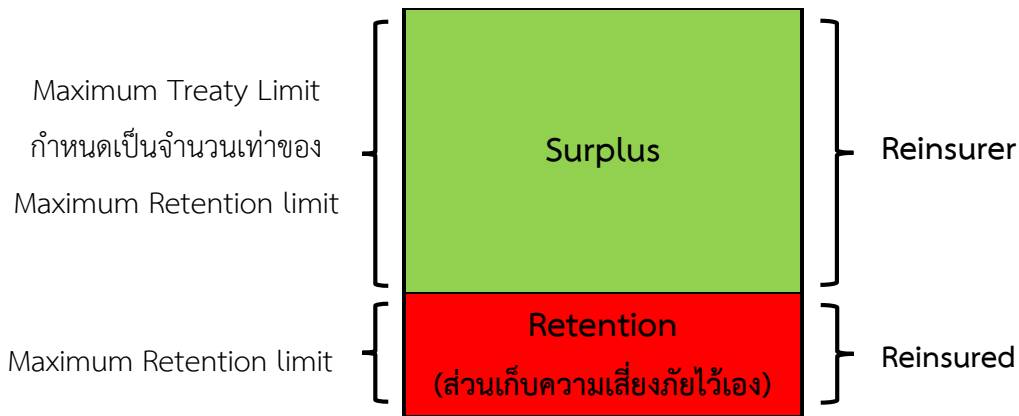 Maximum Treaty Limit
กำหนดเป็นจำนวนเท่าของ
Maximum Retention limit
Surplus
Reinsurer
Maximum Retention limit
Retention
(ส่วนเก็บความเสี่ยงภัยไว้เอง)
Reinsured